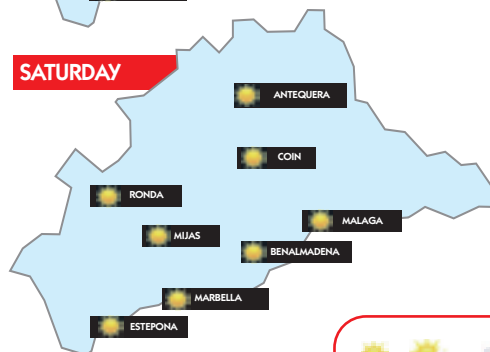 SATURDAY
ANTEQUERA
COIN
RONDA
MALAGA
MIJAS
BENALMADENA
MARBELLA
ESTEPONA